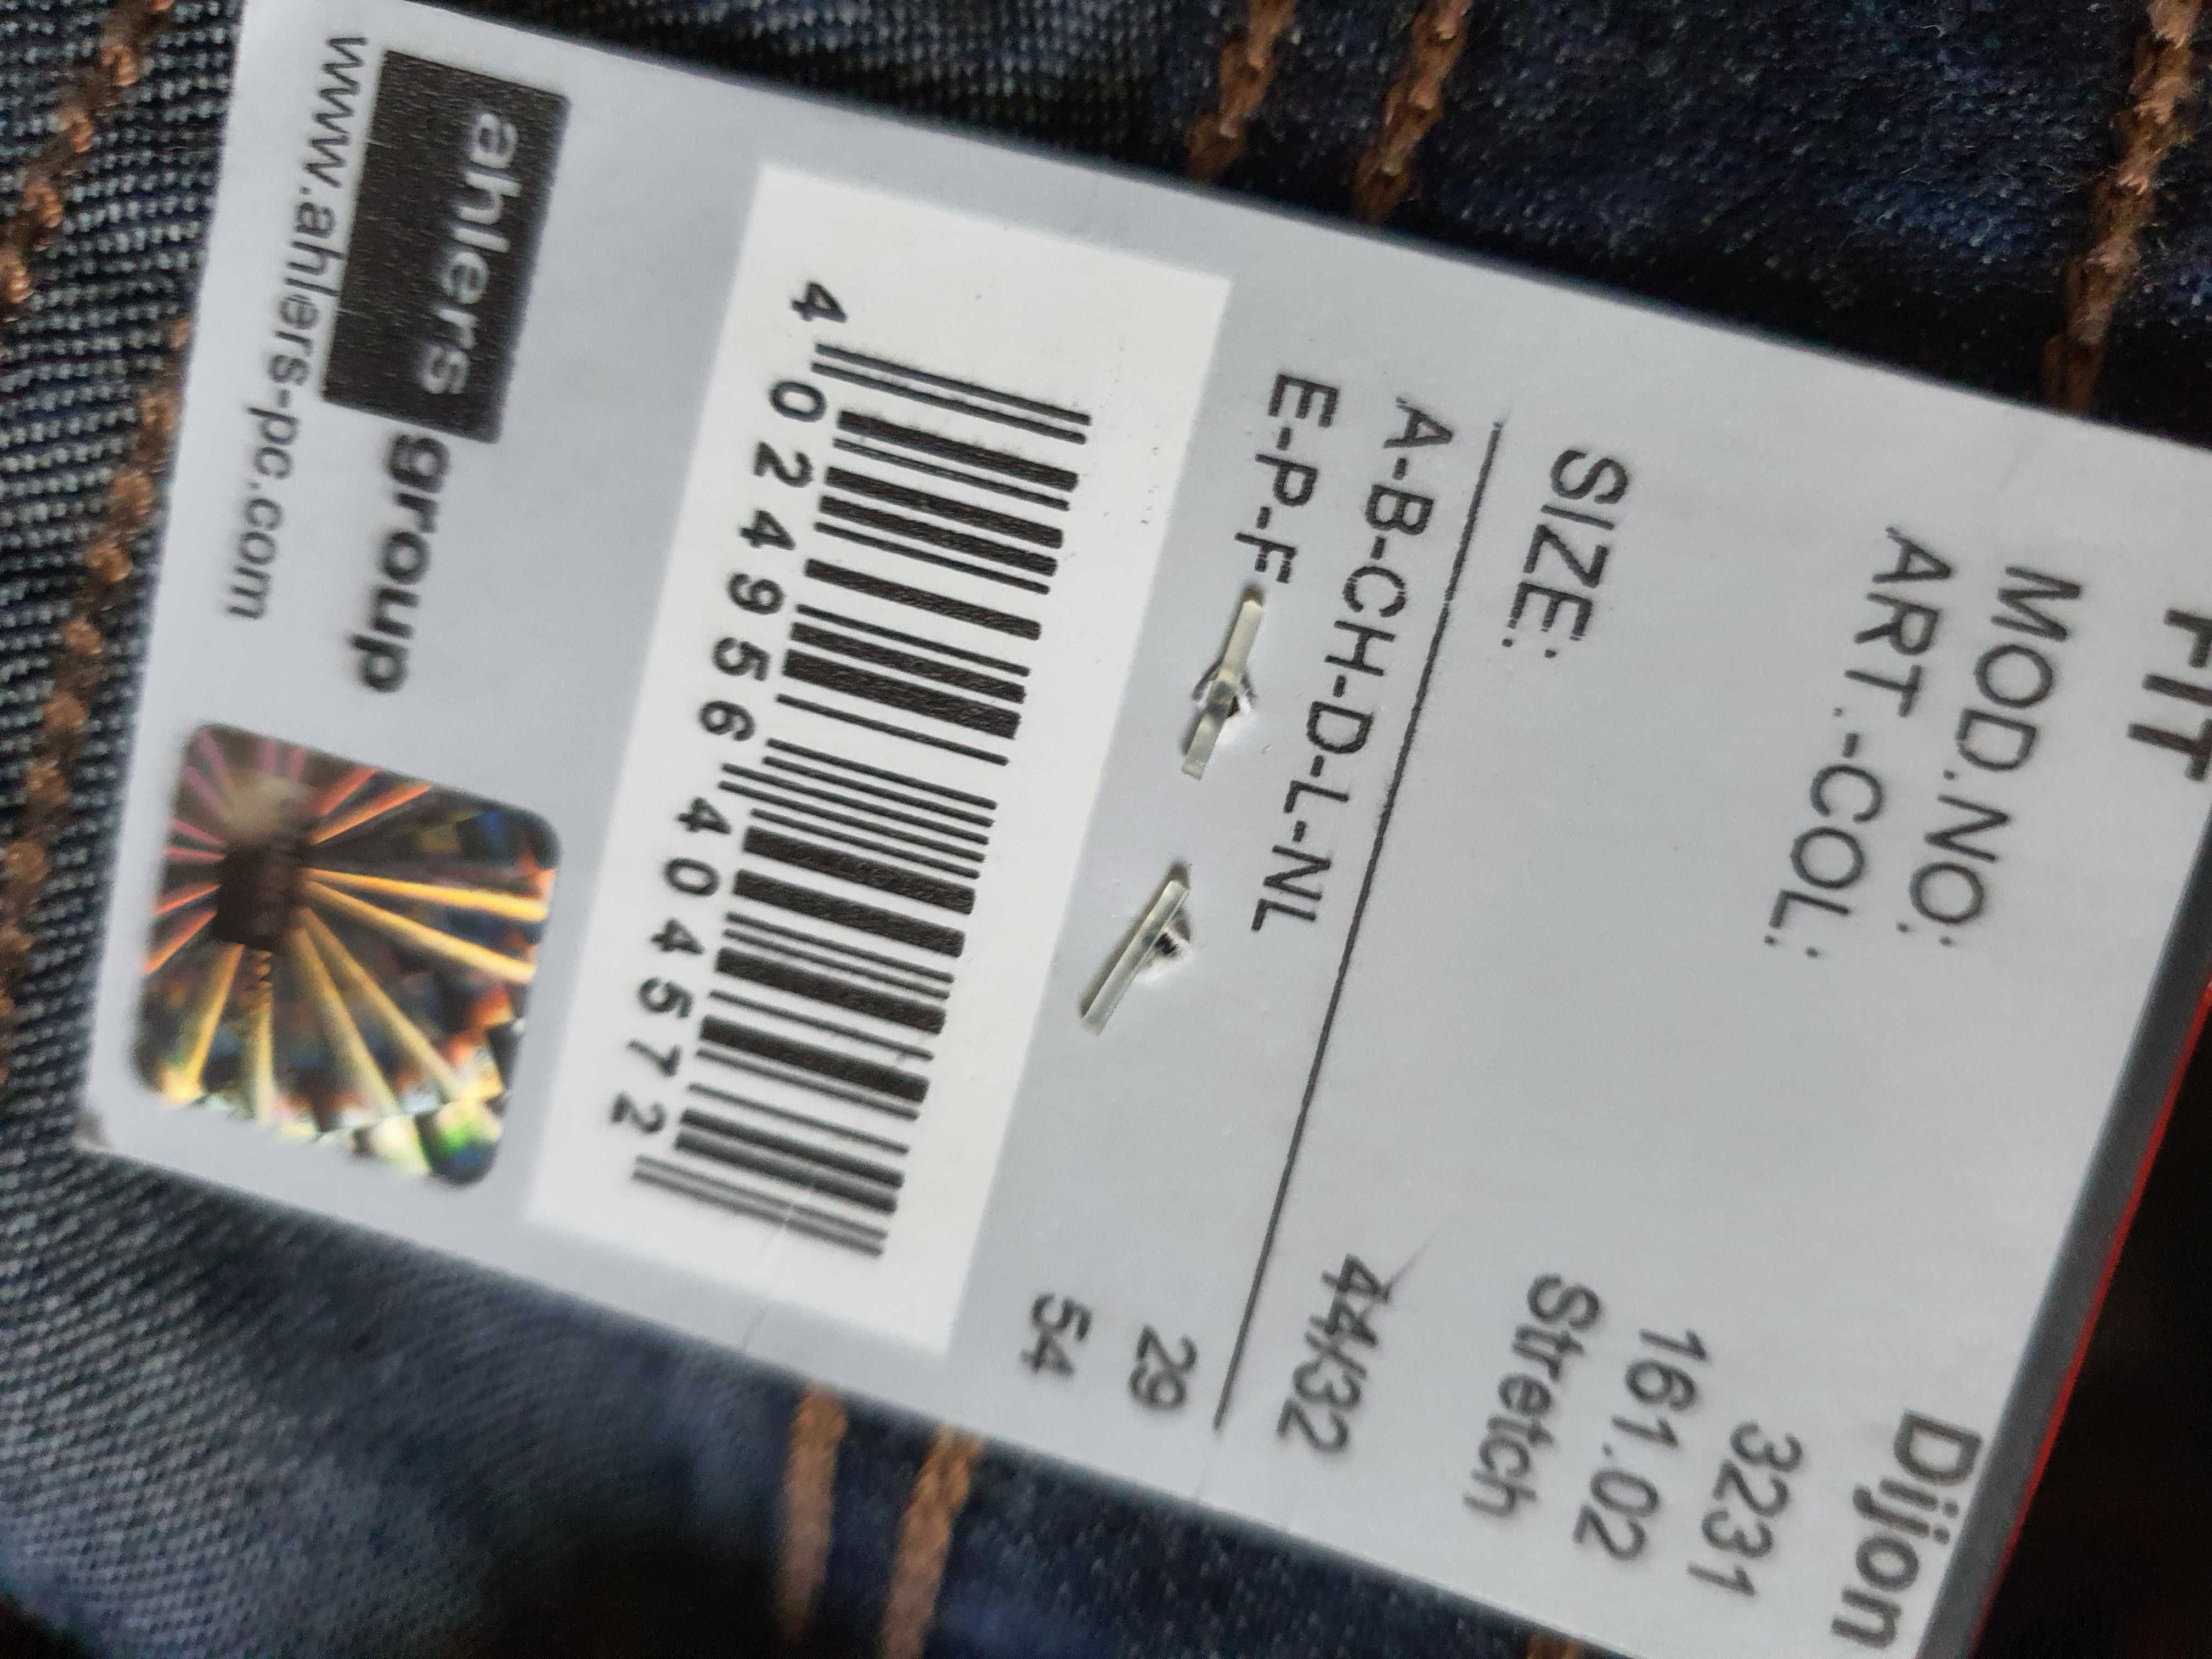 FIT Dijon
MOD.NO: 3231
ART.-COL: 161.02
Stretch
SIZE: 44/32
A-B-CH-D-L-NL 29
E-P-F 54
4 024956 404572
ahlers group
www.ahlers-pc.com